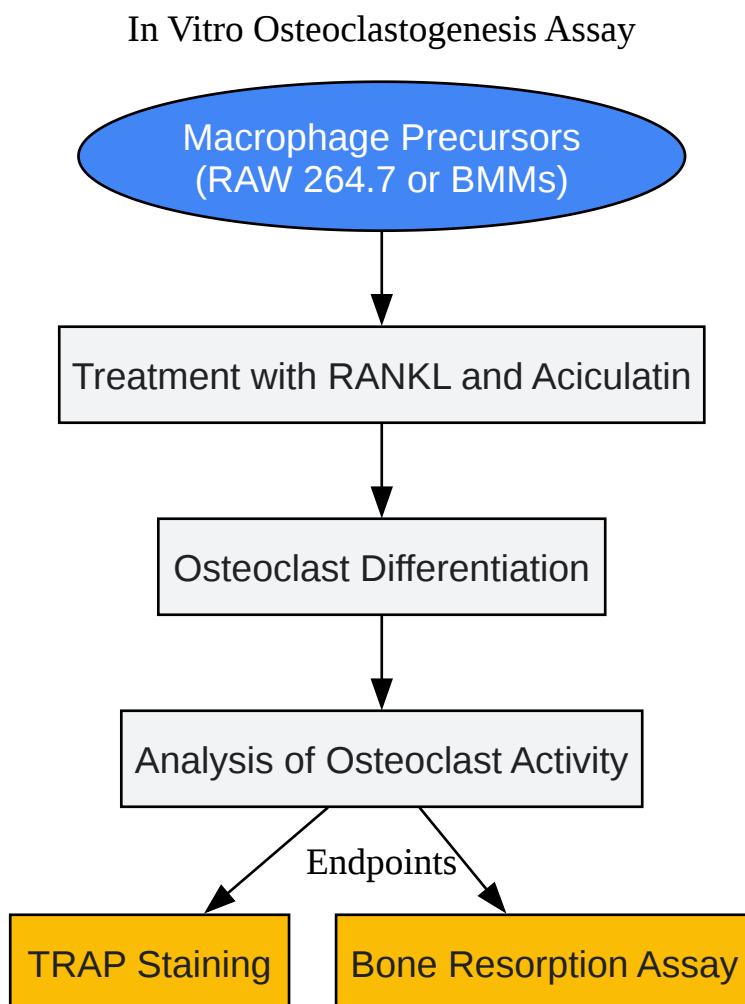 In Vitro Osteoclastogenesis Assay
Macrophage Precursors
(RAW 264.7 or BMMs)
Treatment with RANKL and Aciculatin
Osteoclast Differentiation
Analysis of Osteoclast Activity
Endpoints
TRAP Staining
Bone Resorption Assay